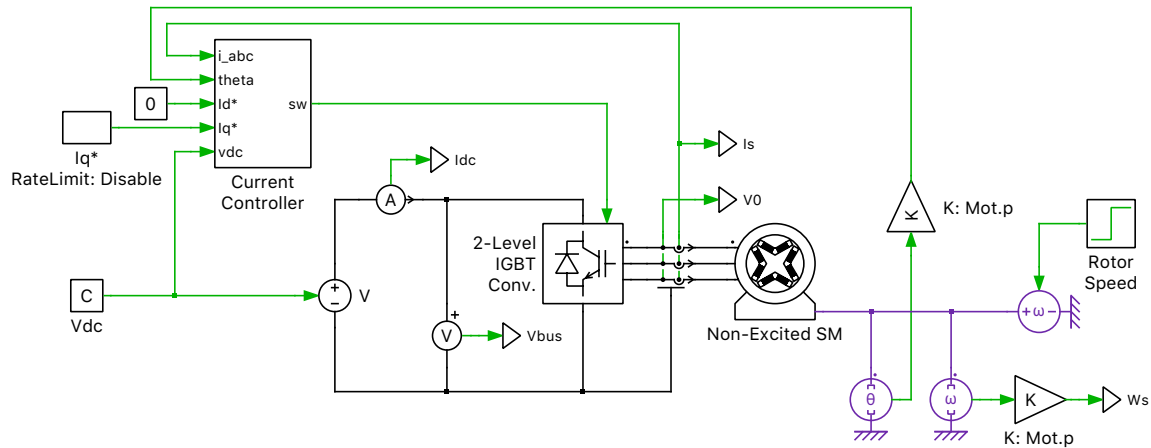 i_abc
theta
Id*
Iq*
vdc
sw
0
Iq*
RateLimit: Disable
Current
Controller
Idc
A
Is
V0
K
K: Mot.p
2-Level
IGBT
Conv.
Rotor
Speed
C
Vdc
+
−
V
+
V
Vbus
Non-Excited SM
+ω−
θ
ω
K
Ws
K: Mot.p